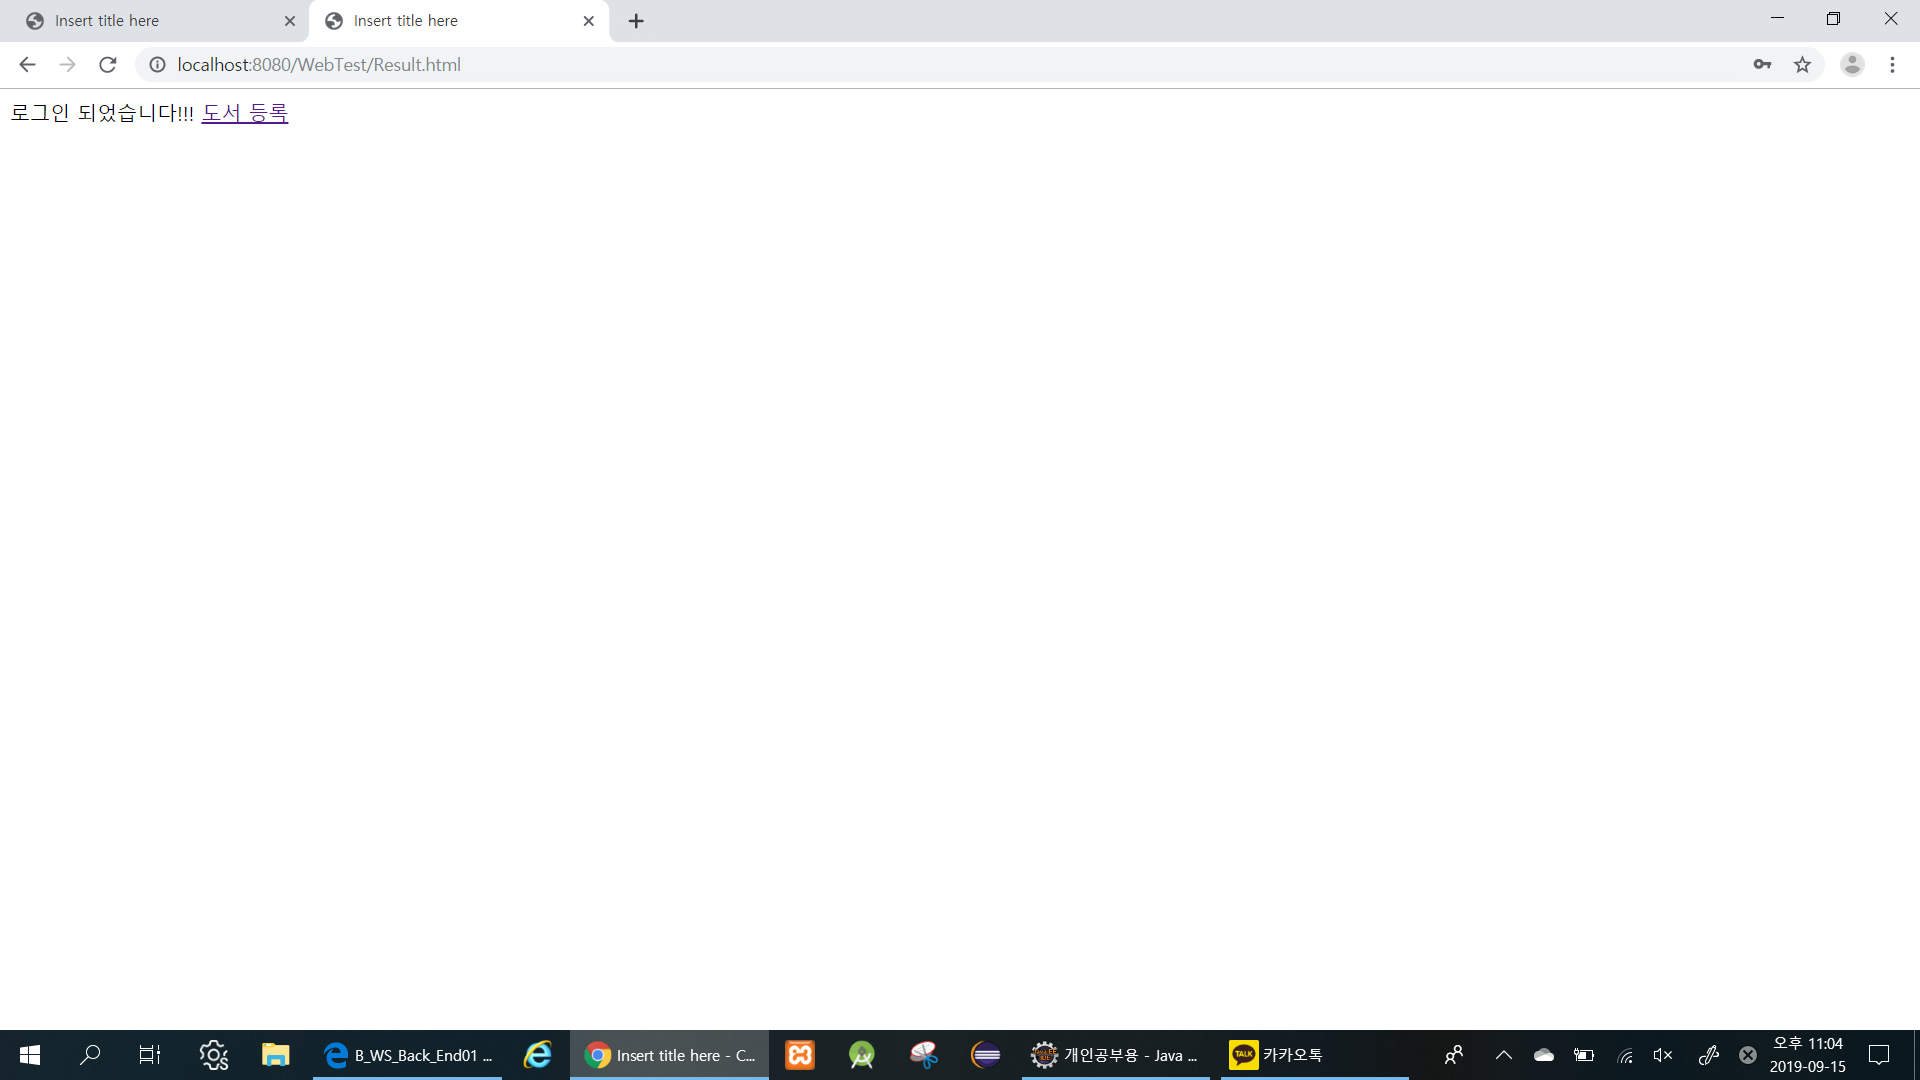 Insert title here
Insert title here
localhost:8080/WebTest/Result.html
로그인 되었습니다!!! 도서 등록
B_WS_Back_End01 ...
Insert title here - C...
개인공부용 - Java ...
TALK
카카오톡
오후 11:04
2019-09-15